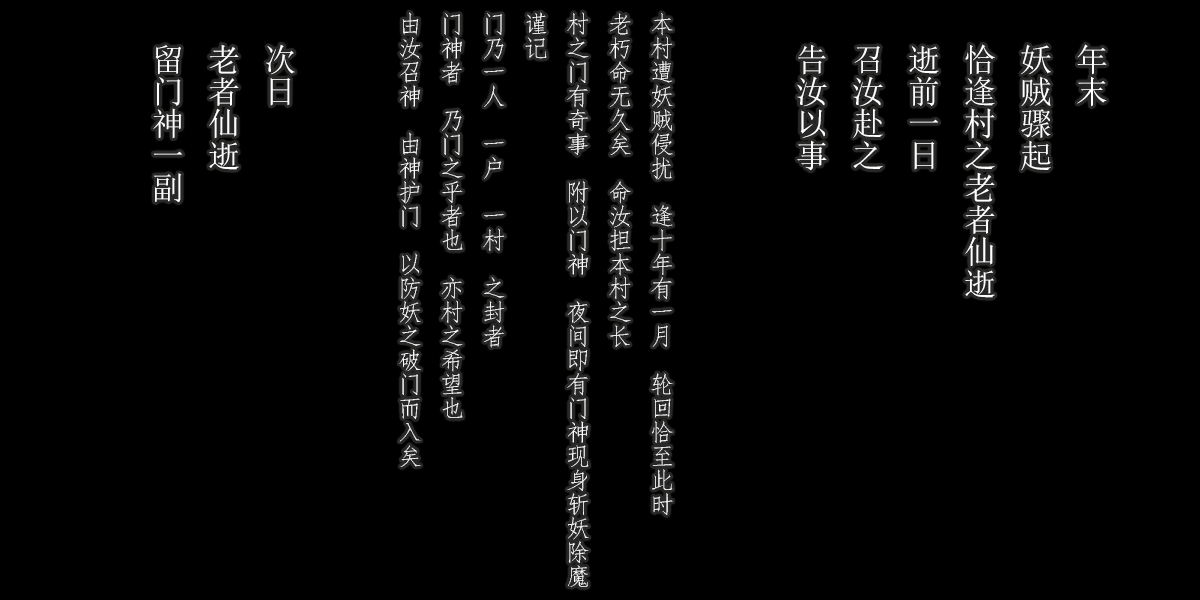 年末
妖贼骤起
恰逢村之老者仙逝
逝前一日
召汝赴之
告汝以事
本村遭妖贼侵扰　逢十年有一月　轮回恰至此时
老朽命无久矣　命汝担本村之长
村之门有奇事　附以门神　夜间即有门神现身斩妖除魔
谨记
门乃一人　一户　一村　之封者
门神者　乃门之乎者也　亦村之希望也
由汝召神　由神护门　以防妖之破门而入矣
次日
老者仙逝
留门神一副